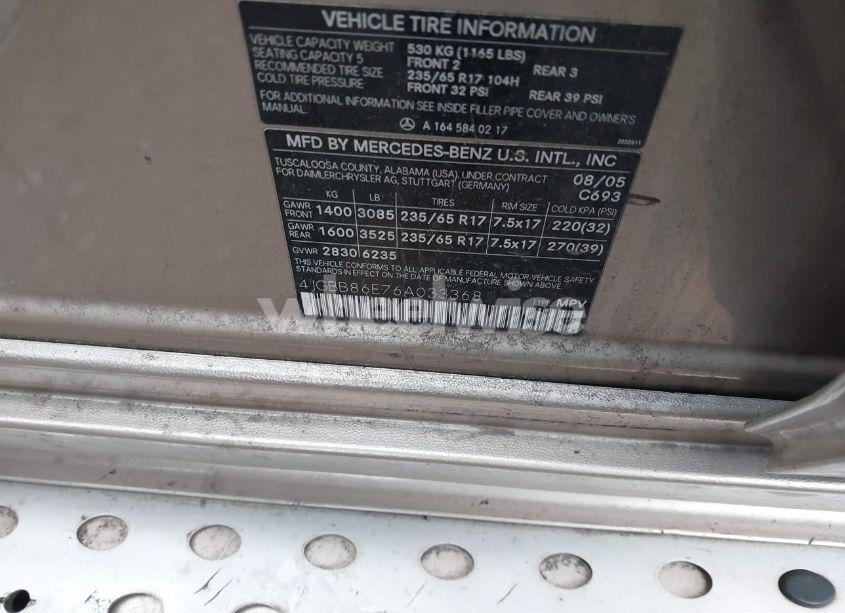 VEHICLE TIRE INFORMATION
VEHICLE CAPACITY WEIGHT 530 KG (1165 LBS)
SEATING CAPACITY 5 FRONT 2 REAR 3
RECOMMENDED TIRE SIZE 235/65 R17 104H
COLD TIRE PRESSURE FRONT 32 PSI REAR 39 PSI
FOR ADDITIONAL INFORMATION SEE INSIDE FILLER PIPE COVER AND OWNER'S
MANUAL.
A 164 584 02 17
2032611
MFD BY MERCEDES-BENZ U.S. INTL., INC
TUSCALOOSA COUNTY, ALABAMA (USA). UNDER CONTRACT 08/05
FOR DAIMLERCHRYSLER AG, STUTTGART (GERMANY) C693
KG LB TIRES RIM SIZE COLD KPA (PSI)
GAWR FRONT 1400 3085 235/65 R17 7.5x17 220(32)
GAWR REAR 1600 3525 235/65 R17 7.5x17 270(39)
GVWR 2830 6235
THIS VEHICLE CONFORMS TO ALL APPLICABLE FEDERAL MOTOR VEHICLE SAFETY
STANDARDS IN EFFECT ON THE DATE OF MANUFACTURE SHOWN ABOVE.
4JGBB86E76A033368
TYPE: MPV